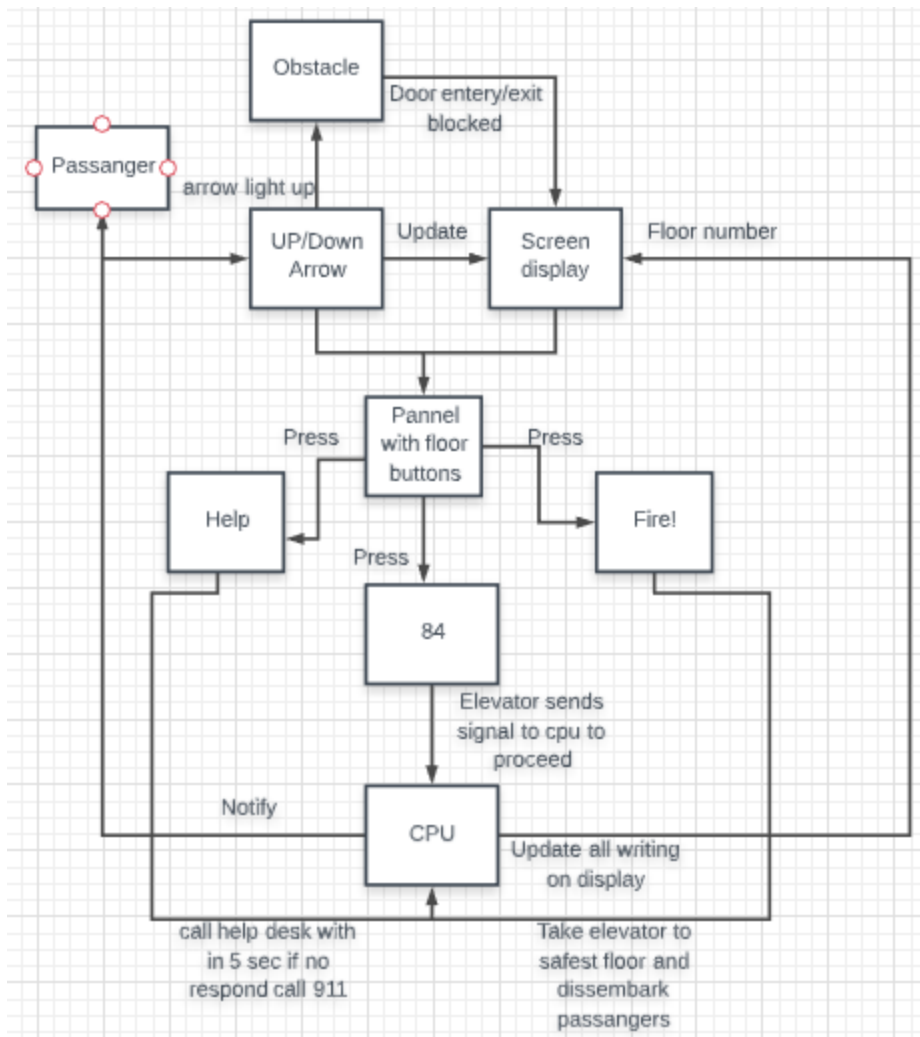 Obstacle
Door entery/exit
blocked
Passanger
arrow light up
UP/Down
Arrow
Update
Screen
display
Floor number
Pannel
with floor
buttons
Press
Press
Help
Fire!
Press
84
Elevator sends
signal to cpu to
proceed
Notify
CPU
Update all writing
on display
call help desk with
in 5 sec if no
respond call 911
Take elevator to
safest floor and
dissembark
passangers